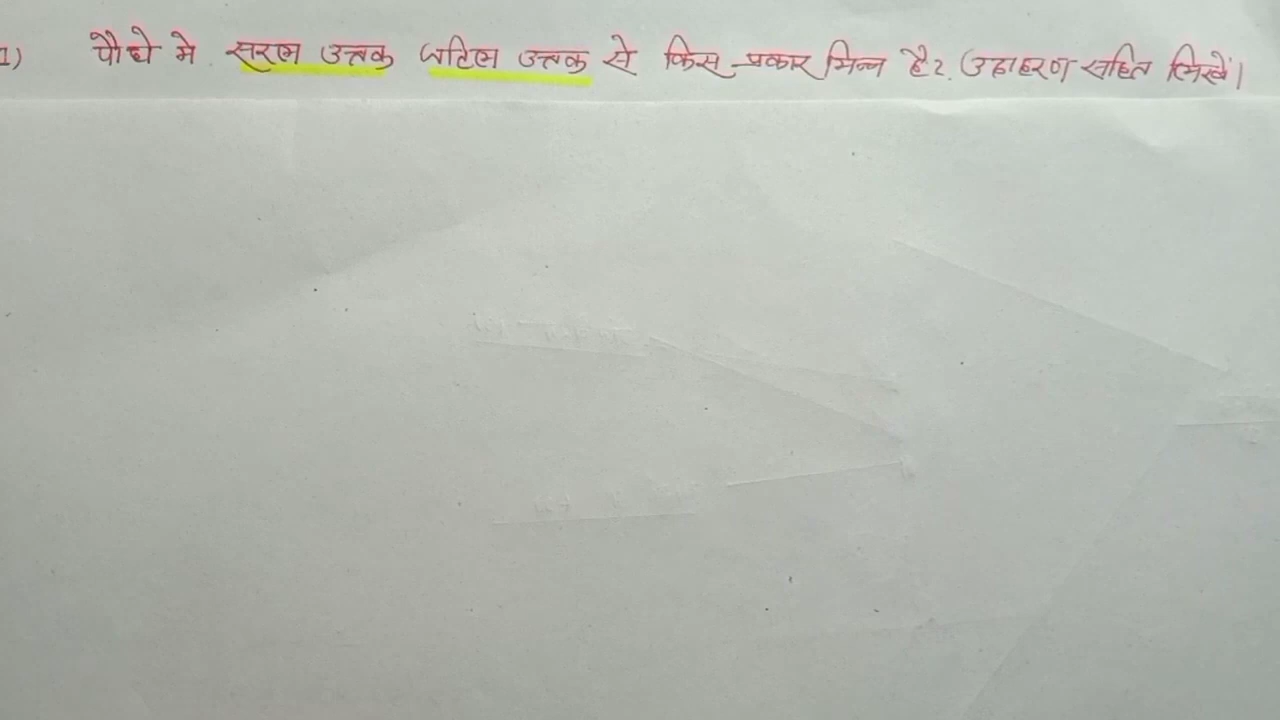 1) पौधे मे सरल उत्तक जटिल उत्तक से किस प्रकार भिन्न है?. उदाहरण सहित लिखें।